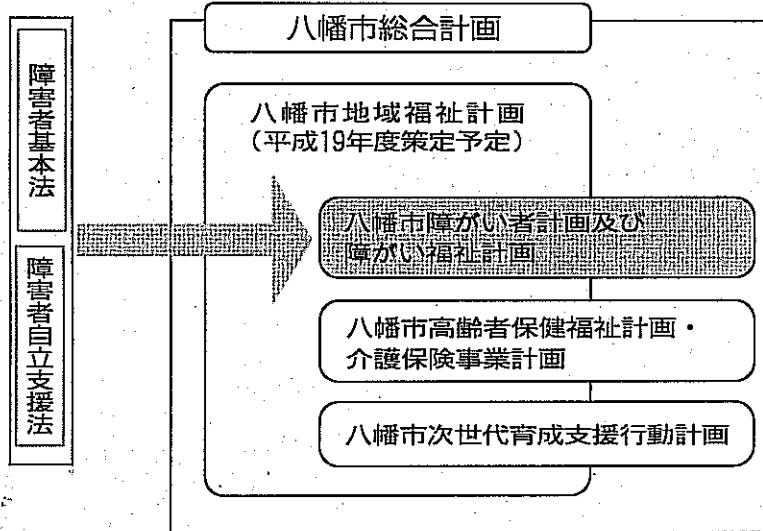 八幡市総合計画
障害者基本法
障害者自立支援法
八幡市地域福祉計画
(平成19年度策定予定)
八幡市障がい者計画及び
障がい福祉計画
八幡市高齢者保健福祉計画・
介護保険事業計画
八幡市次世代育成支援行動計画